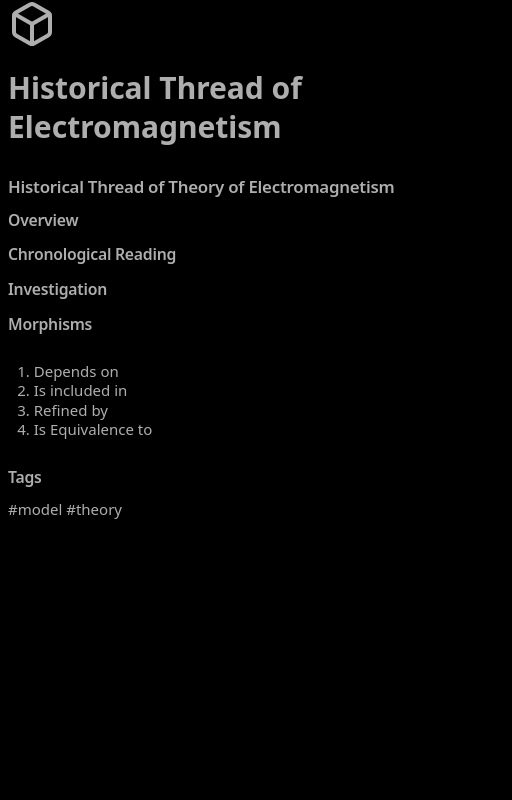 Historical Thread of
Electromagnetism
Historical Thread of Theory of Electromagnetism
Overview
Chronological Reading
Investigation
Morphisms
1. Depends on
2. Is included in
3. Refined by
4. Is Equivalence to
Tags
#model #theory